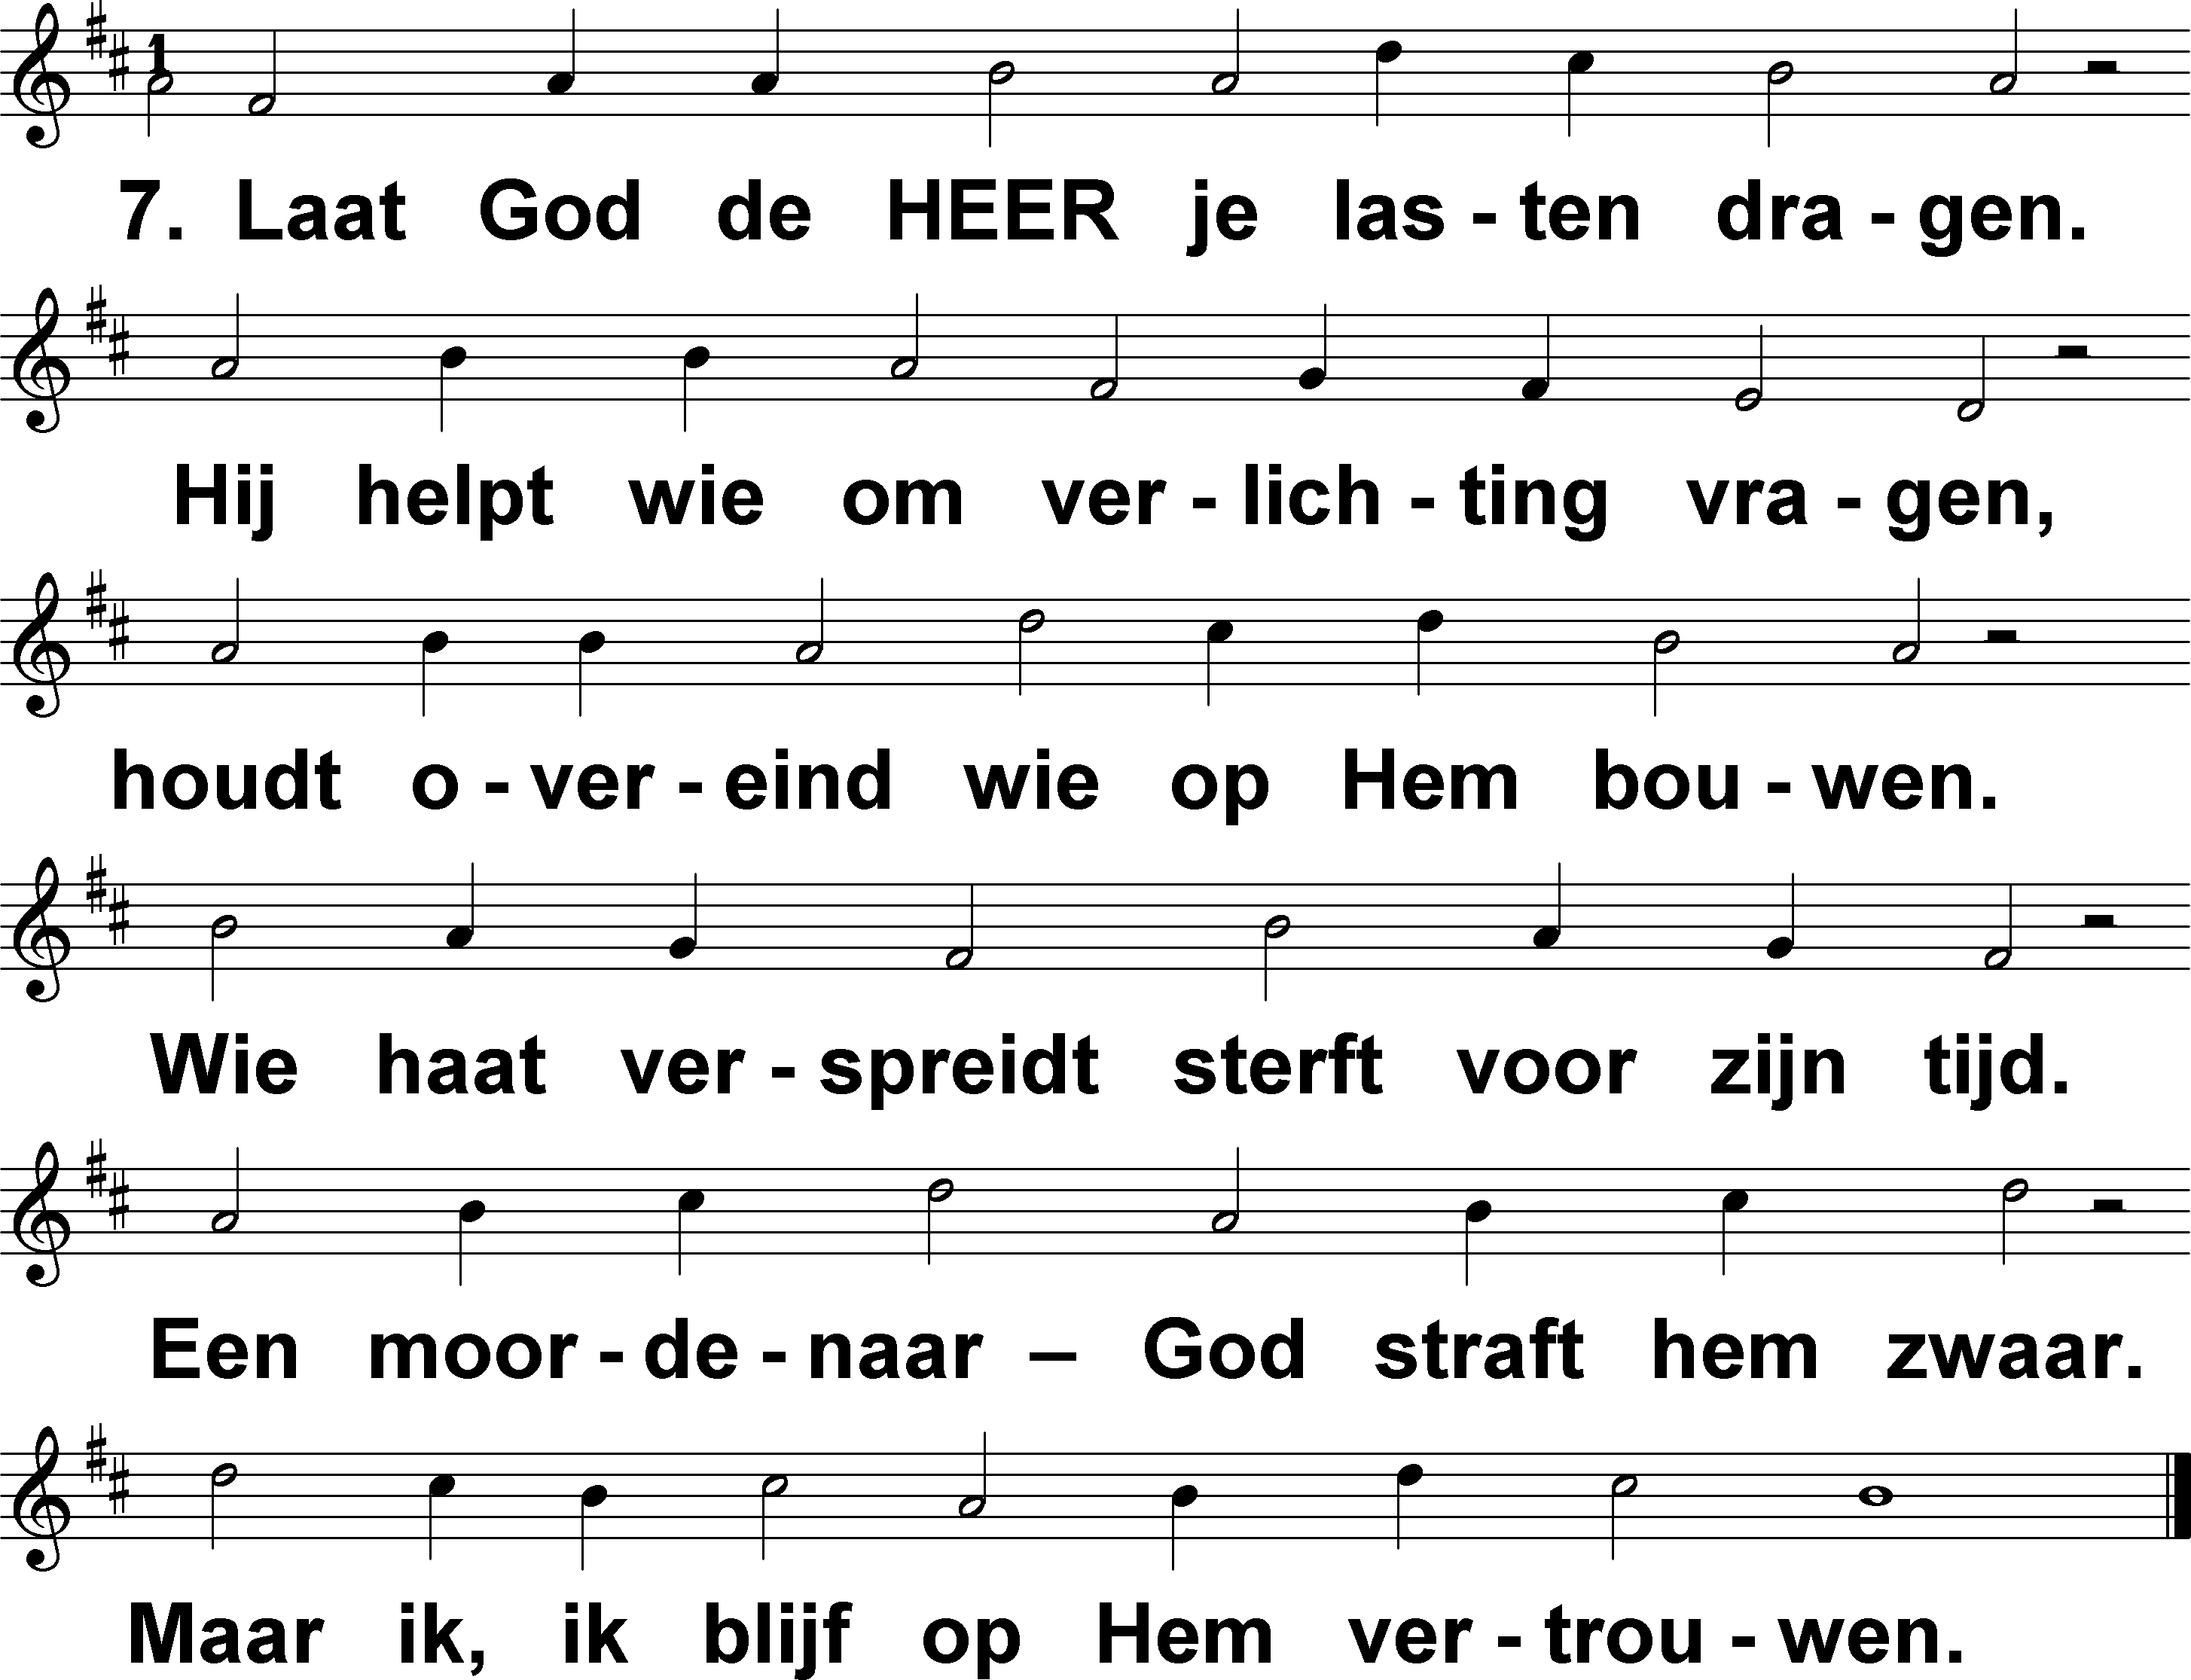 1
7. Laat God de HEER je las - ten dra - gen.
Hij helpt wie om ver - lich - ting vra - gen,
houdt o - ver - eind wie op Hem bou - wen.
Wie haat ver - spreidt sterft voor zijn tijd.
Een moor - de - naar – God straft hem zwaar.
Maar ik, ik blijf op Hem ver - trou - wen.